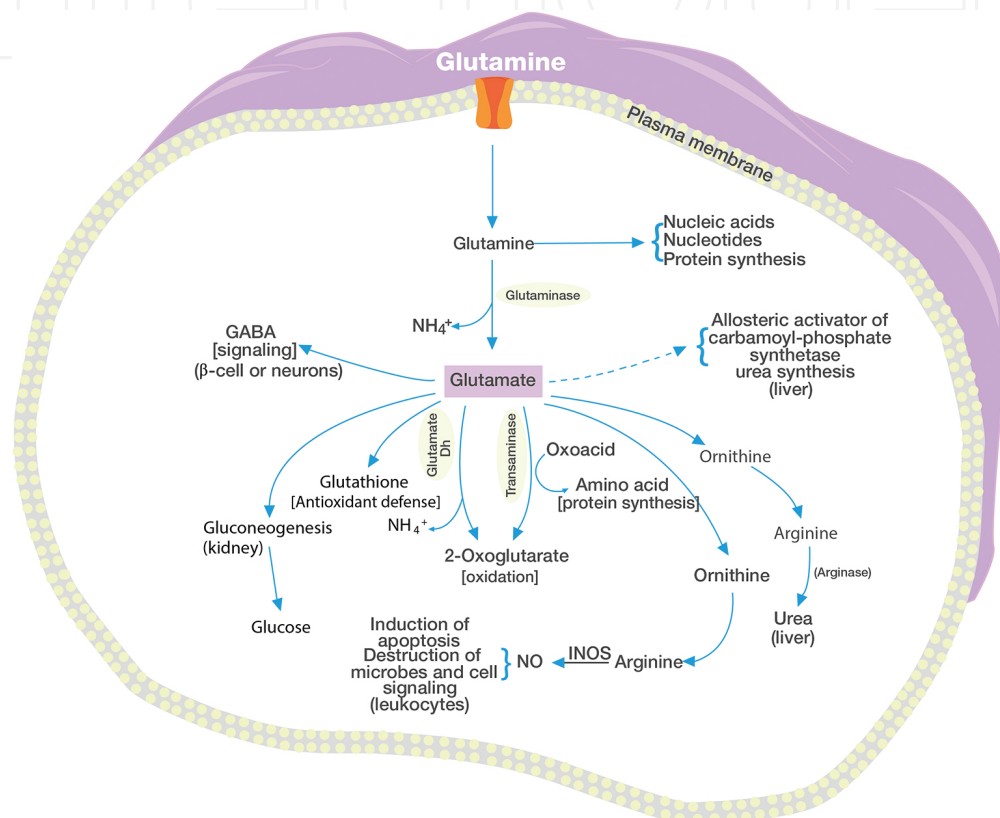 Glutamine
Plasma membrane
Glutamine
Nucleic acids
Nucleotides
Protein synthesis
Glutaminase
NH4+
GABA
[signaling]
(β-cell or neurons)
Glutamate
Allosteric activator of
carbamoyl-phosphate
synthetase
urea synthesis
(liver)
Glutamate
Dh
Transaminase
Oxoacid
Amino acid
[protein synthesis]
Ornithine
Glutathione
[Antioxidant defense]
NH4+
Gluconeogenesis
(kidney)
2-Oxoglutarate
[oxidation]
Arginine
(Arginase)
Ornithine
Urea
(liver)
Glucose
Induction of
apoptosis
Destruction of
microbes and cell
signaling
(leukocytes)
NO
INOS
Arginine